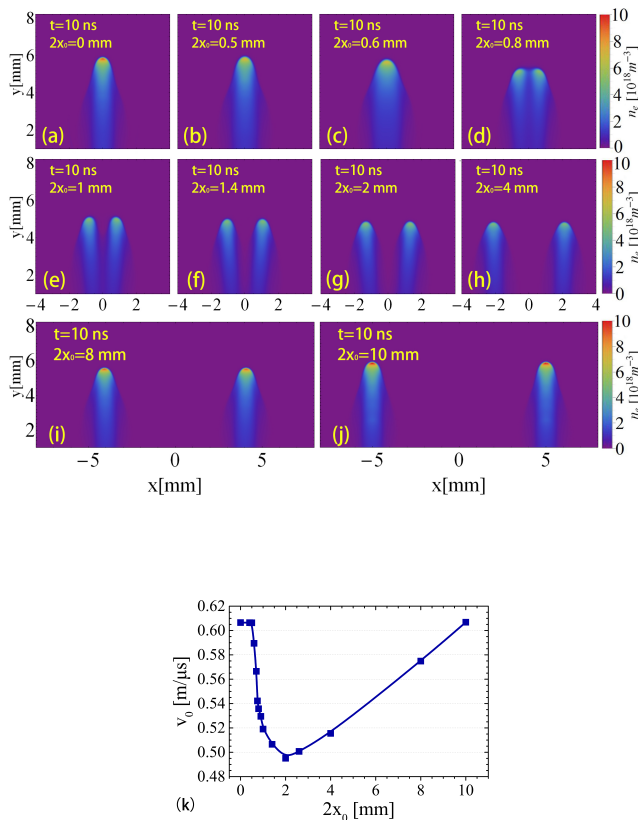 t=10 ns
2x₀=0 mm
(a)
t=10 ns
2x₀=0.5 mm
(b)
t=10 ns
2x₀=0.6 mm
(c)
t=10 ns
2x₀=0.8 mm
(d)
y[mm]
8
6
4
2
10
8
6
4
2
0
nₑ [10¹⁸m⁻³]
t=10 ns
2x₀=1 mm
(e)
t=10 ns
2x₀=1.4 mm
(f)
t=10 ns
2x₀=2 mm
(g)
t=10 ns
2x₀=4 mm
(h)
y[mm]
8
6
4
2
−4 −2 0 2
−4 −2 0 2
−4 −2 0 2
−4 −2 0 2 4
10
8
6
4
2
0
[10¹⁸m⁻³]
t=10 ns
2x₀=8 mm
(i)
t=10 ns
2x₀=10 mm
(j)
y[mm]
8
6
4
2
−5 0 5
−5 0 5
x[mm]
x[mm]
10
8
6
4
2
0
[10¹⁸m⁻³]
0.62
0.60
0.58
0.56
0.54
0.52
0.50
0.48
v₀ [m/μs]
0 2 4 6 8 10
2x₀ [mm]
(k)